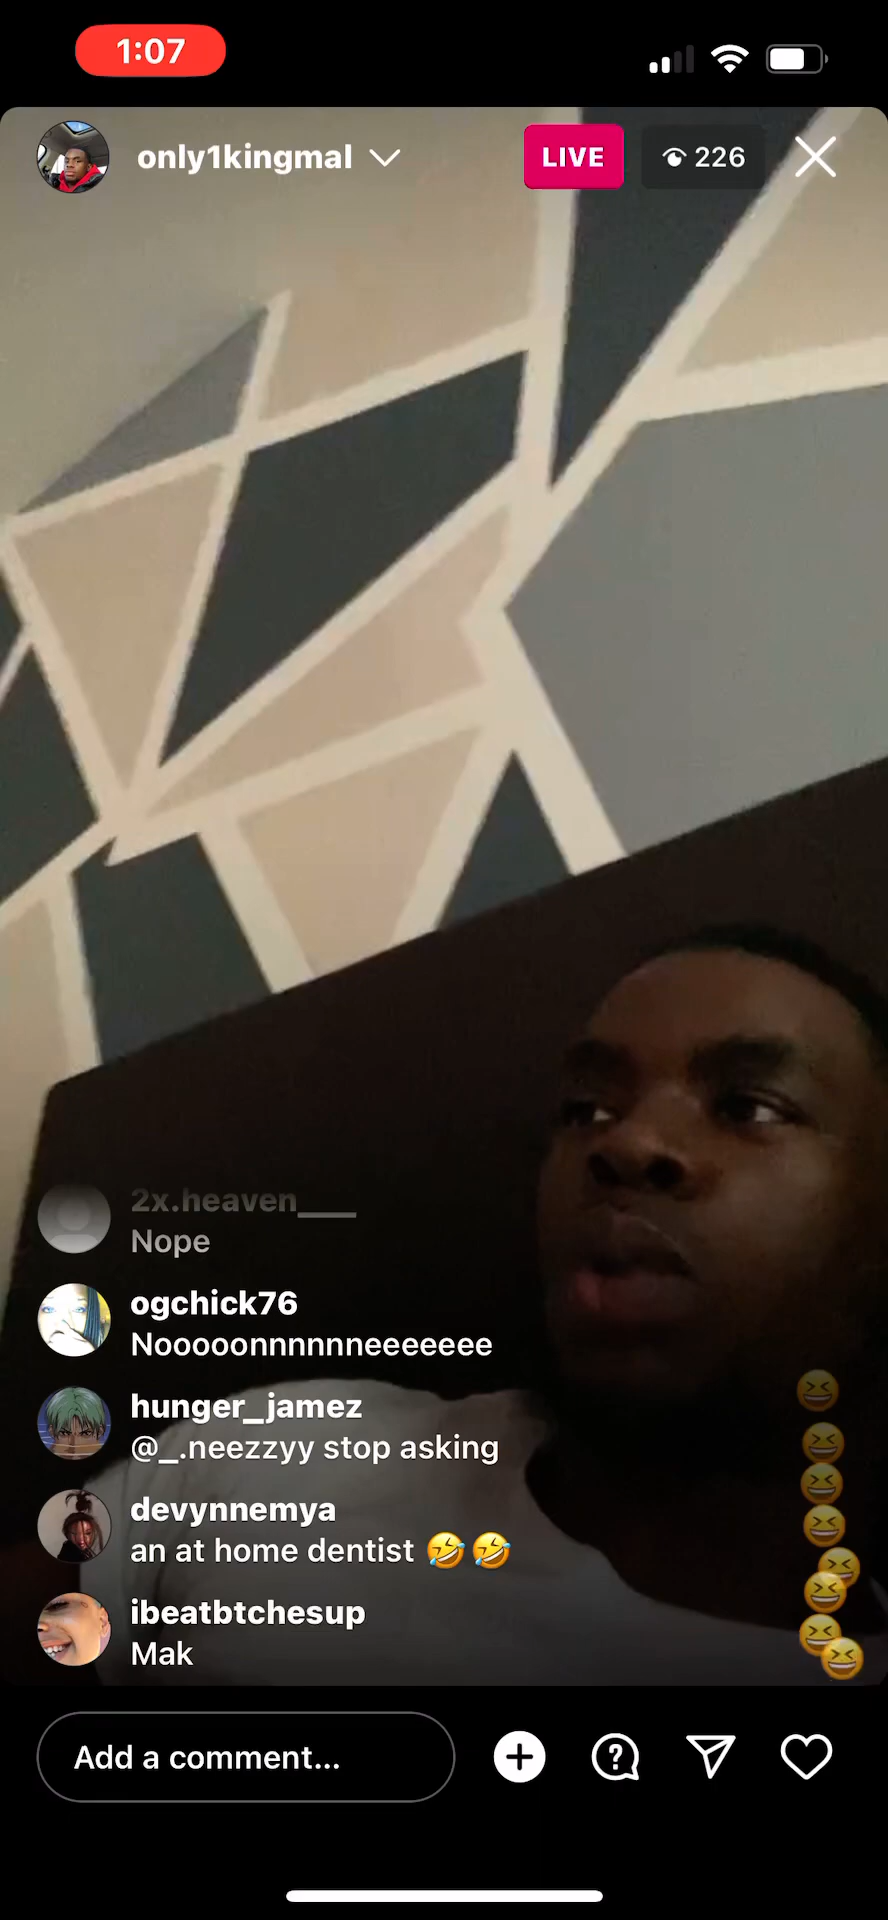 1:07
only1kingmal
LIVE
226
2x.heaven___
Nope
ogchick76
Nooooonnnnnneeeeeee
hunger_jamez
@_.neezzyy stop asking
devynnemya
an at home dentist 🤣🤣
ibeatbtchesup
Mak
Add a comment...